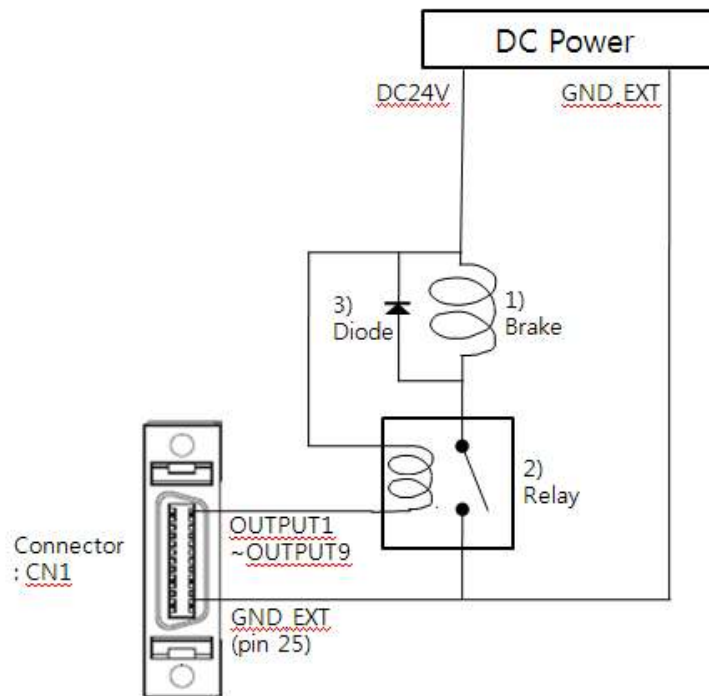 DC Power
DC24V
GND_EXT
3)
Diode
1)
Brake
2)
Relay
Connector
: CN1
OUTPUT1
~OUTPUT9
GND_EXT
(pin 25)